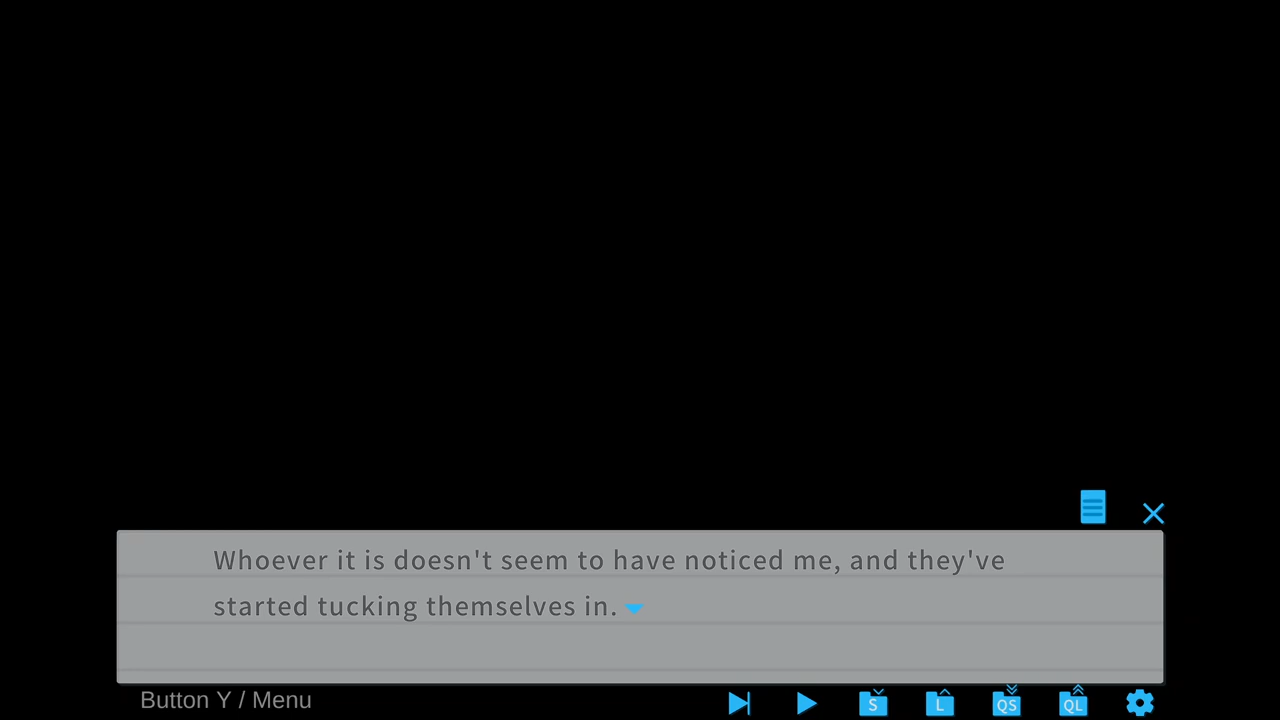 Whoever it is doesn't seem to have noticed me, and they've
started tucking themselves in.
Button Y / Menu
S
L
QS
QL